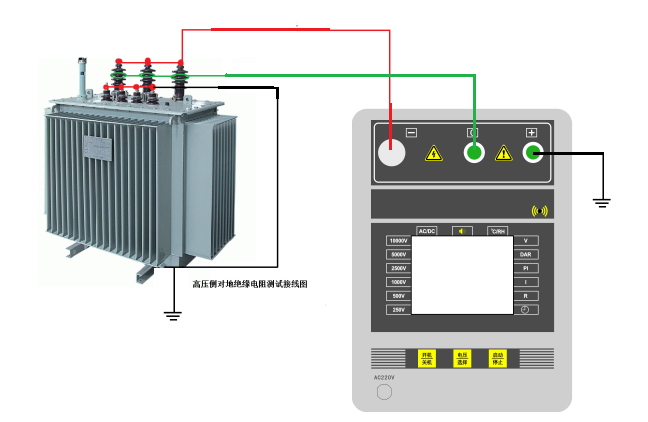 − G +
AC/DC ℃/RH
10000V V
5000V DAR
2500V PI
1000V I
500V R
250V
高压侧对地绝缘电阻测试接线图
开机 电压 启动
关机 选择 停止
AC220V